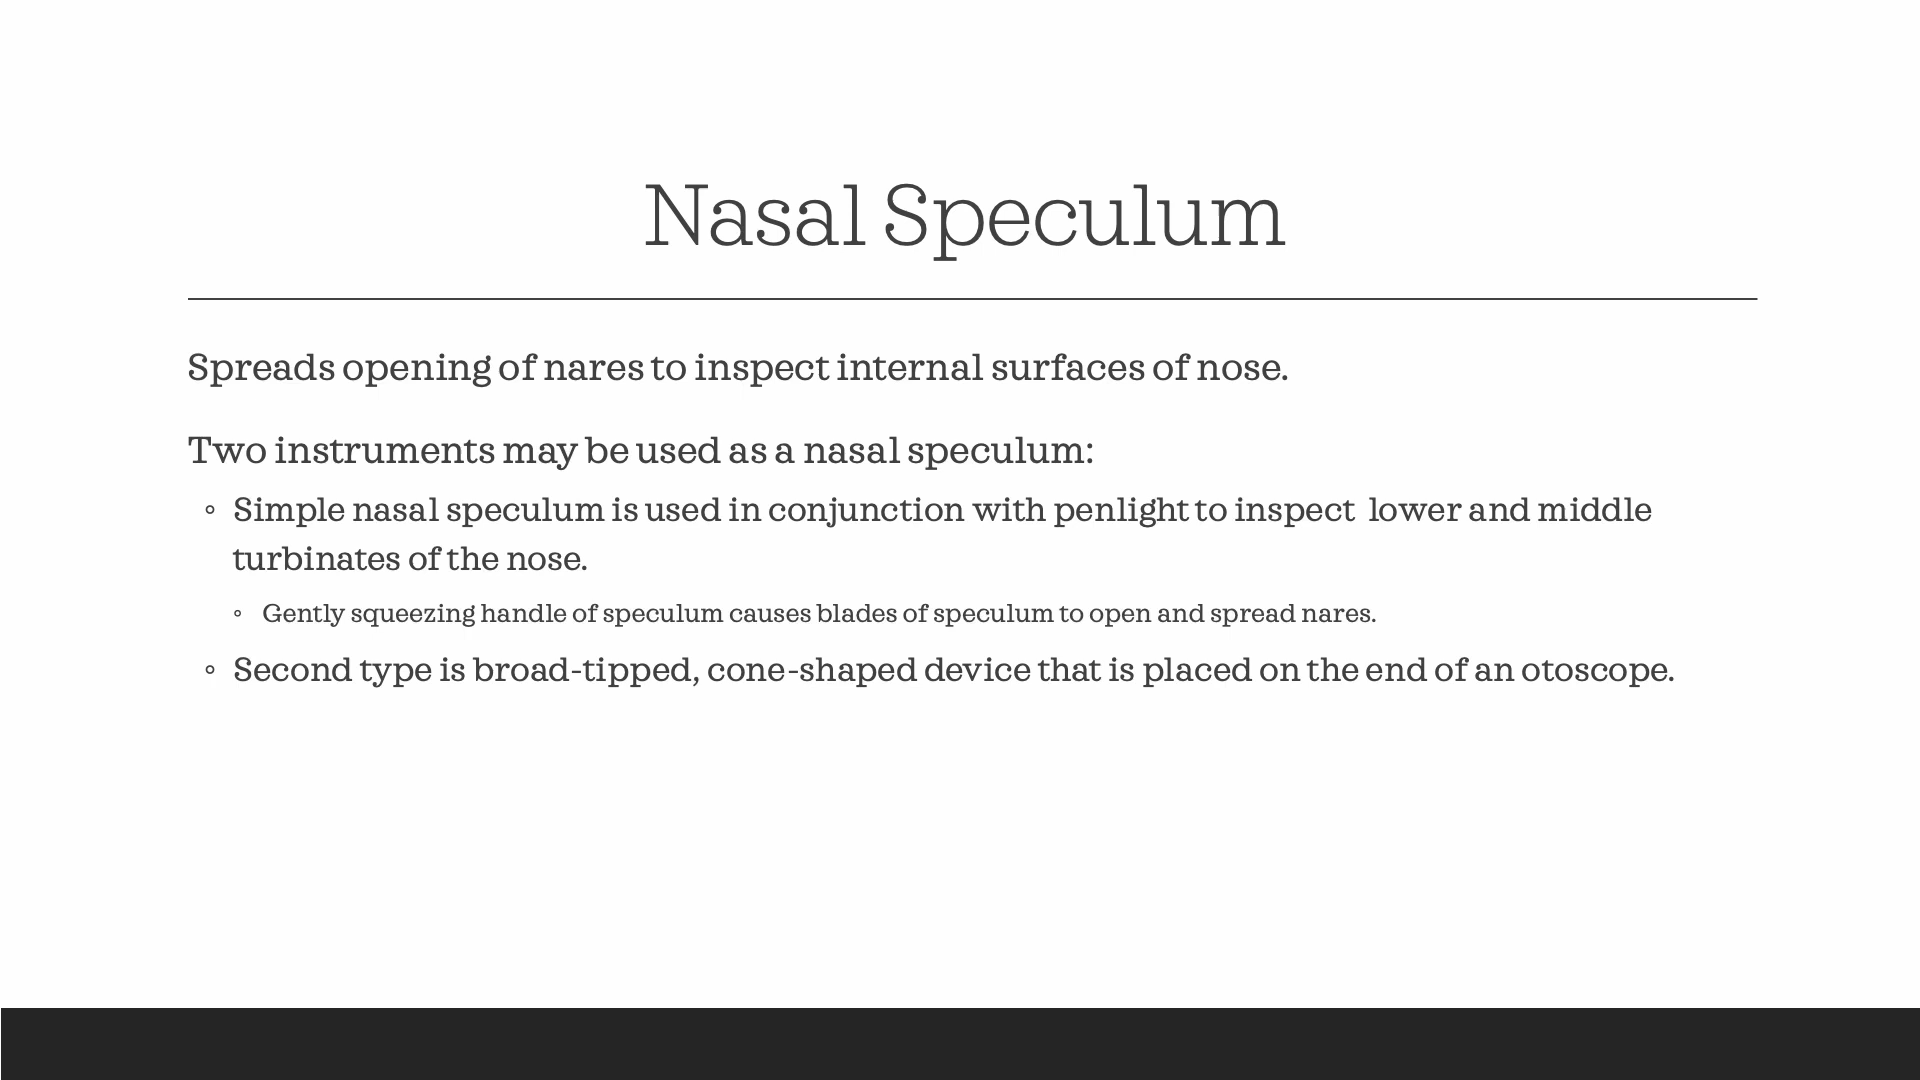 Nasal Speculum
Spreads opening of nares to inspect internal surfaces of nose.
Two instruments may be used as a nasal speculum:
◦ Simple nasal speculum is used in conjunction with penlight to inspect  lower and middle
turbinates of the nose.
◦ Gently squeezing handle of speculum causes blades of speculum to open and spread nares.
◦ Second type is broad-tipped, cone-shaped device that is placed on the end of an otoscope.